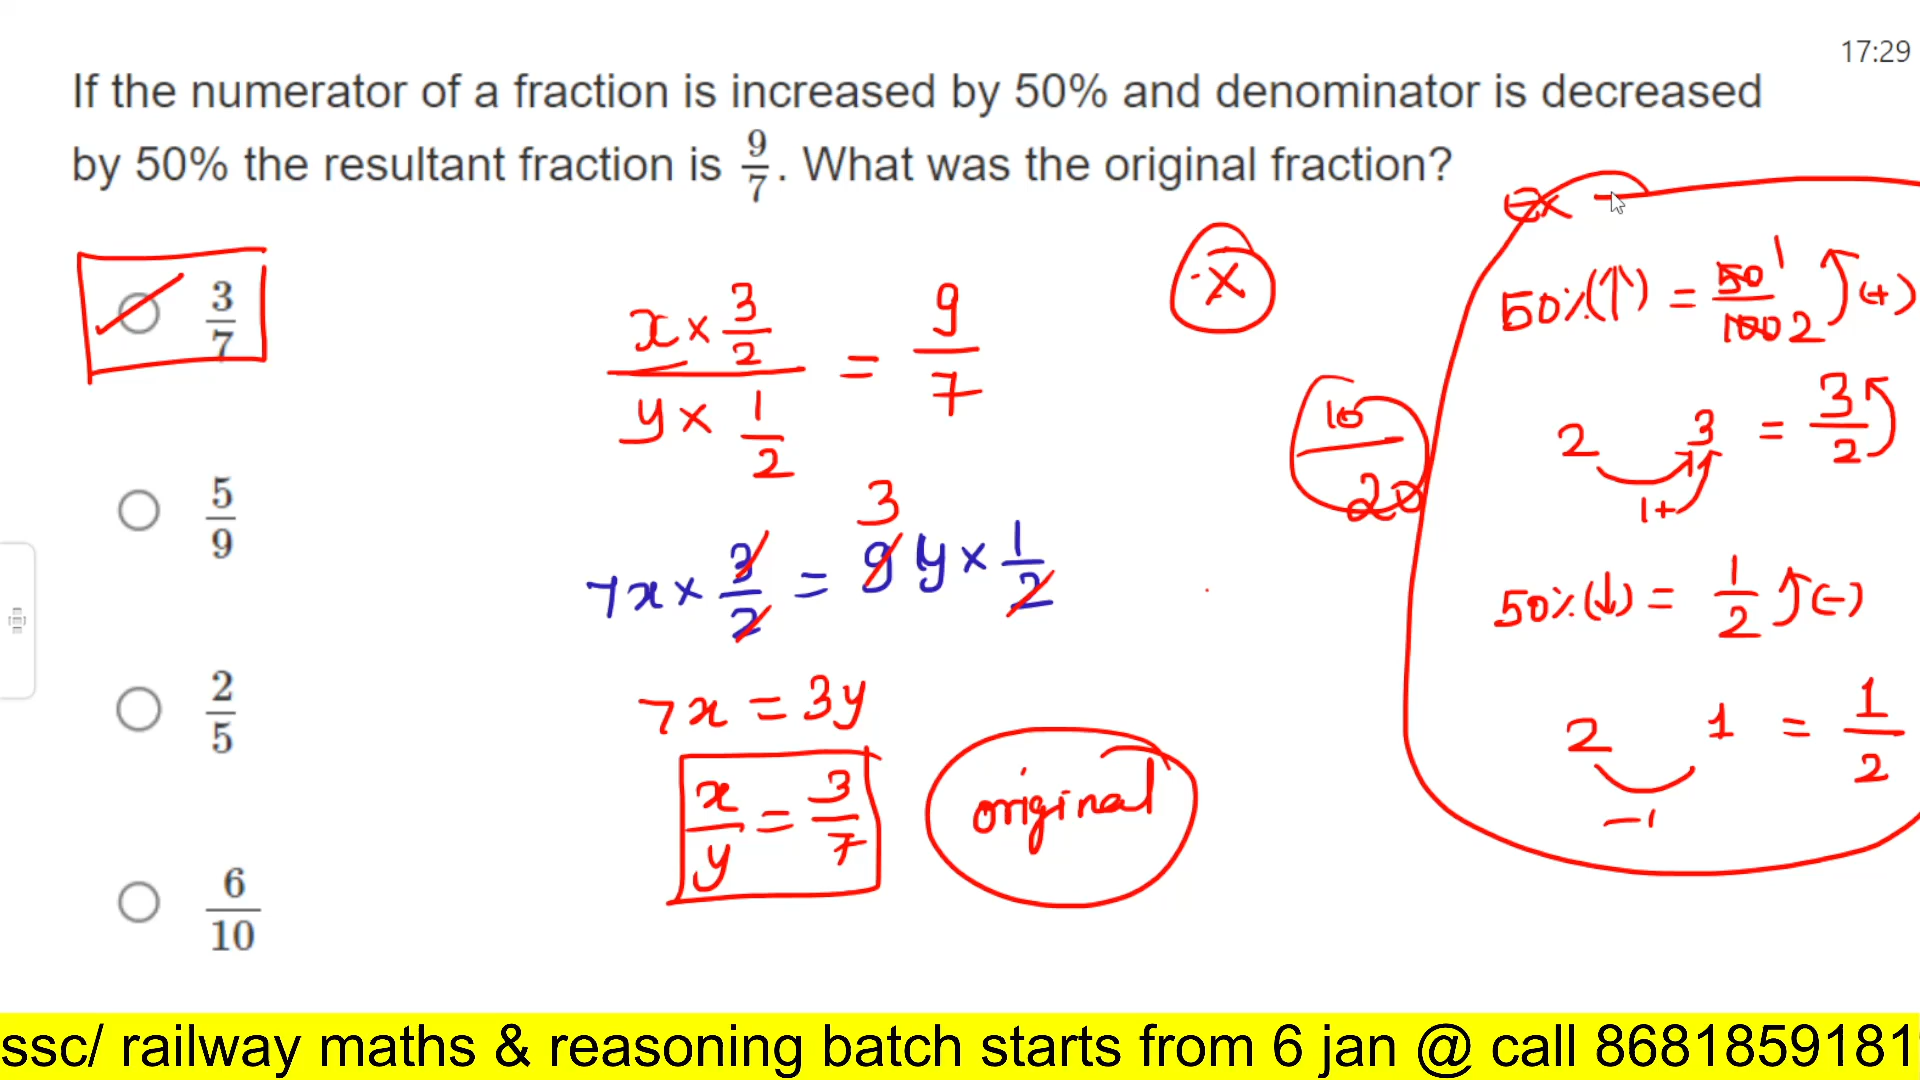 17:29
If the numerator of a fraction is increased by 50% and denominator is decreased
by 50% the resultant fraction is 9/7. What was the original fraction?
3/7
5/9
2/5
6/10
(x × 3/2)/(y × 1/2) = 9/7
7x × 3/2 = 9y × 1/2
3
7x = 3y
x/y = 3/7
original
x
10/20
50%(↑) = 50/100 (+)
1
2
2 3 = 3/2
1+
50%(↓) = 1/2 (-)
2 1 = 1/2
-1
ssc/ railway maths & reasoning batch starts from 6 jan @ call 8681859181